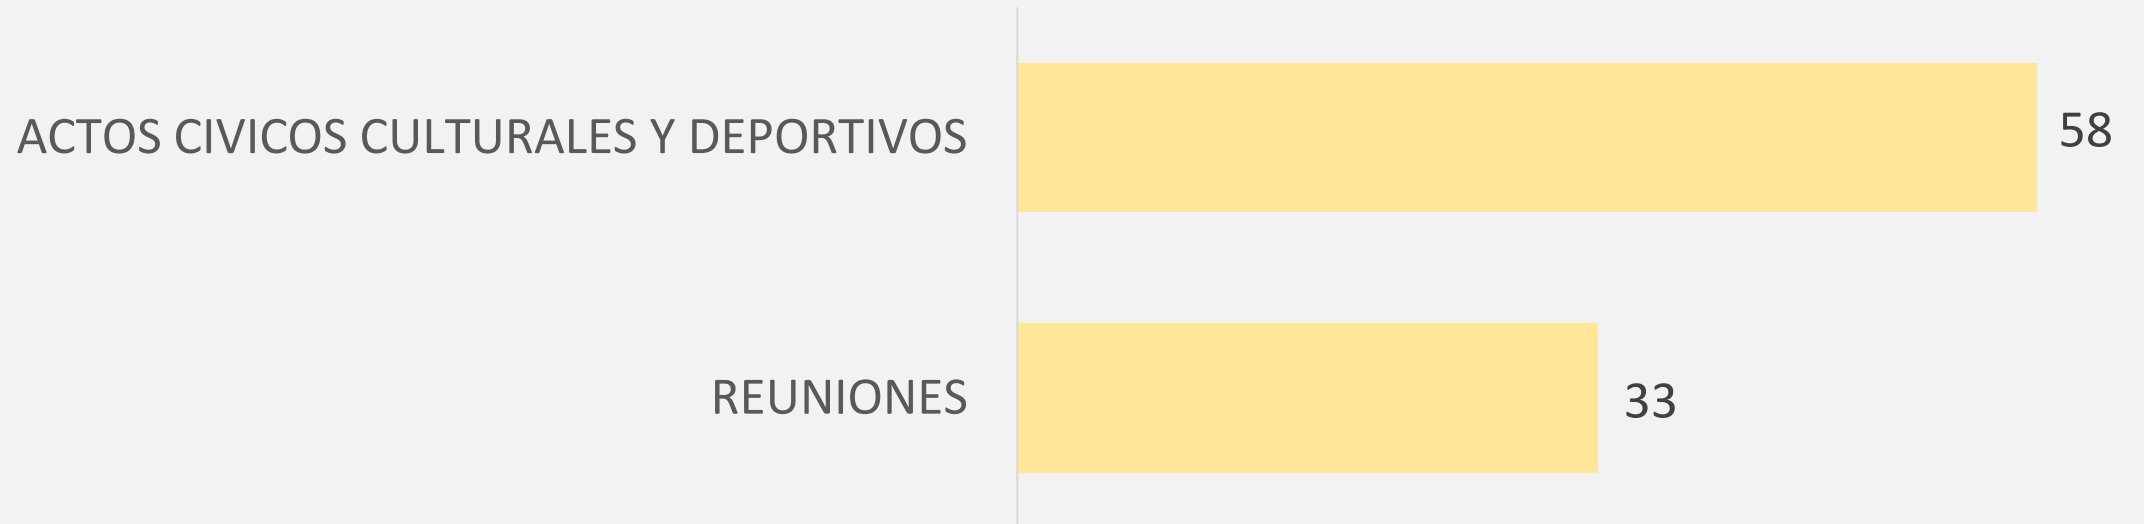 ACTOS CIVICOS CULTURALES Y DEPORTIVOS
58
REUNIONES
33